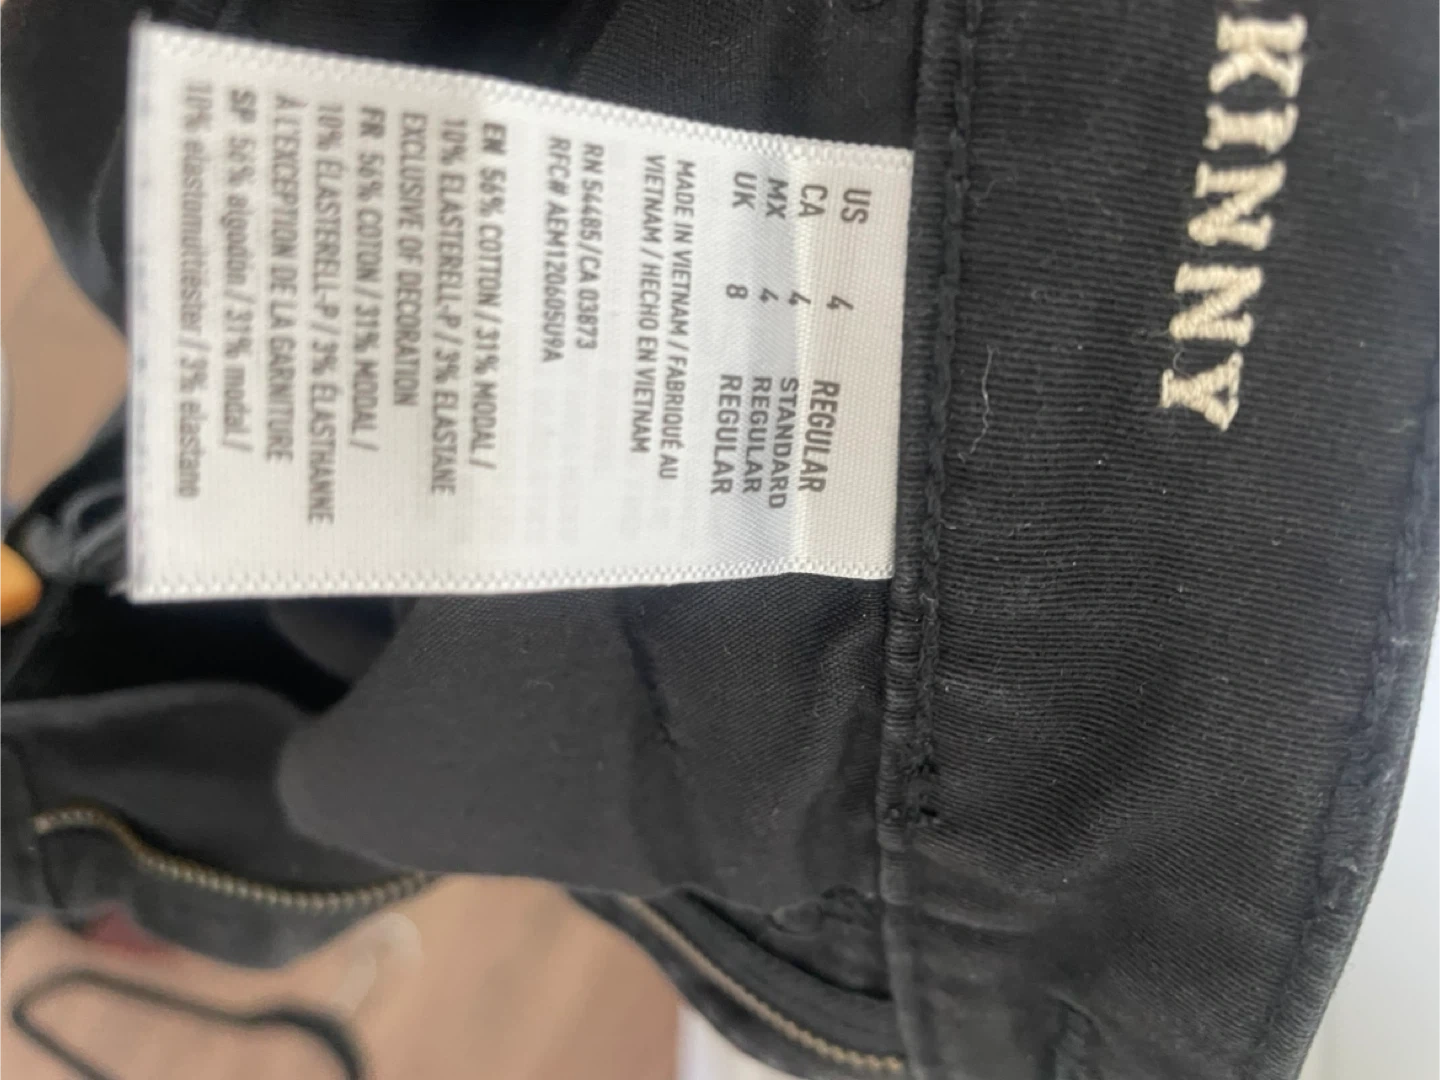 SKINNY
US 4 REGULAR
CA 4 STANDARD
MX 4 REGULAR
UK 8 REGULAR
MADE IN VIETNAM / FABRIQUÉ AU
VIETNAM / HECHO EN VIETNAM
RN 54485/CA 03873
RFC# AEM120605U9A
EN 56% COTTON / 31% MODAL /
10% ELASTERELL-P / 3% ELASTANE
EXCLUSIVE OF DECORATION
FR 56% COTON / 31% MODAL /
10% ÉLASTERELL-P / 3% ÉLASTHANNE
À L'EXCEPTION DE LA GARNITURE
SP 56% algodón / 31% modal /
10% elastomultiéster / 3% elastano